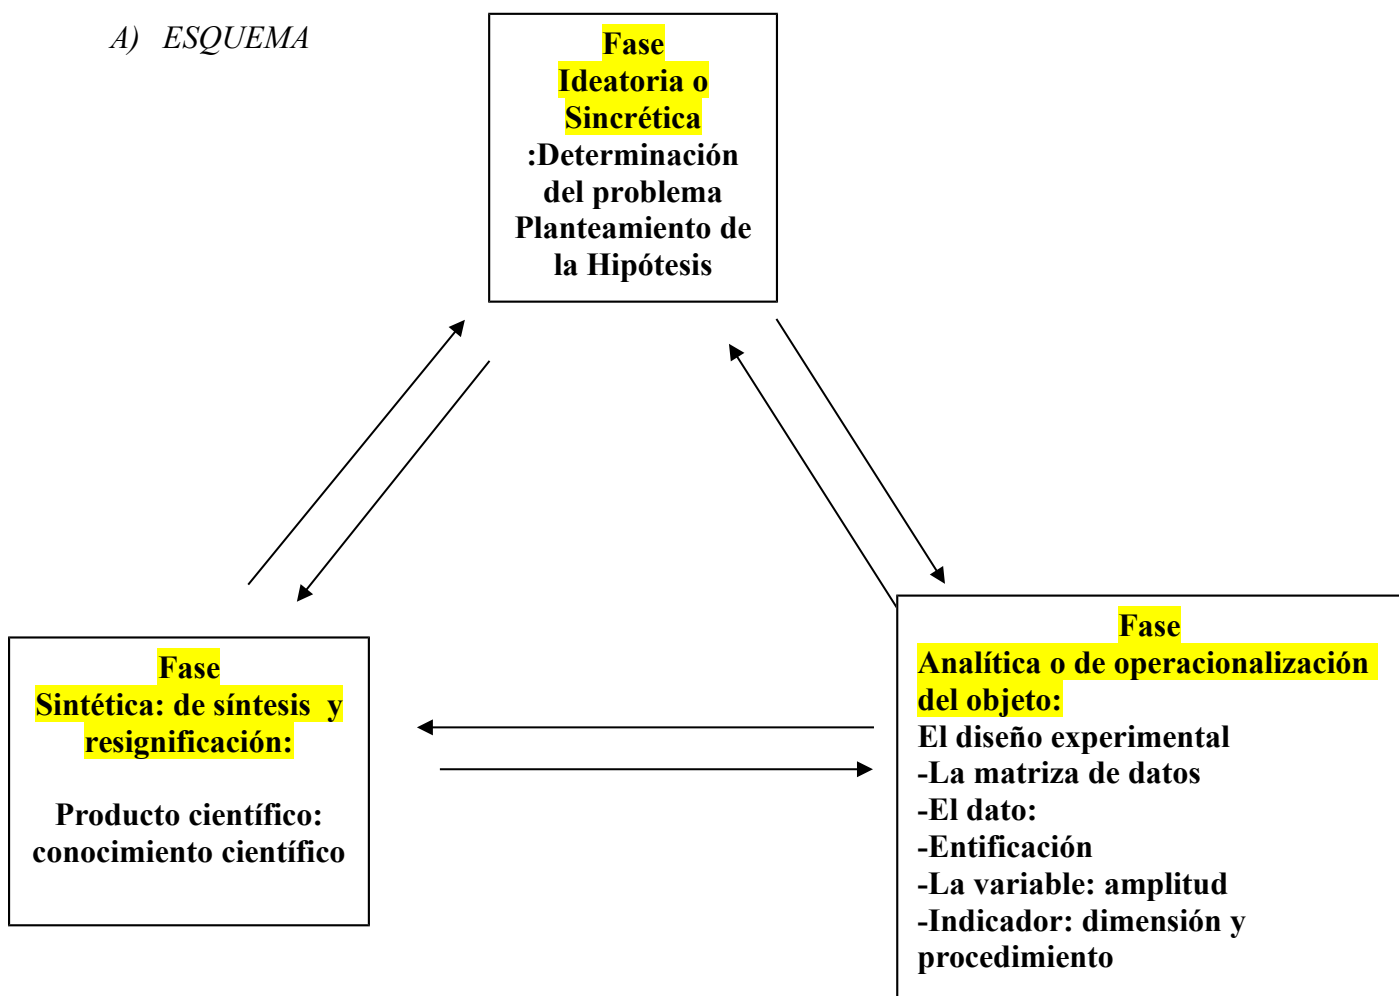 A) ESQUEMA
Fase
Ideatoria o
Sincrética
:Determinación
del problema
Planteamiento de
la Hipótesis
Fase
Sintética: de síntesis y
resignificación:
Producto científico:
conocimiento científico
Fase
Analítica o de operacionalización
del objeto:
El diseño experimental
-La matriza de datos
-El dato:
-Entificación
-La variable: amplitud
-Indicador: dimensión y
procedimiento